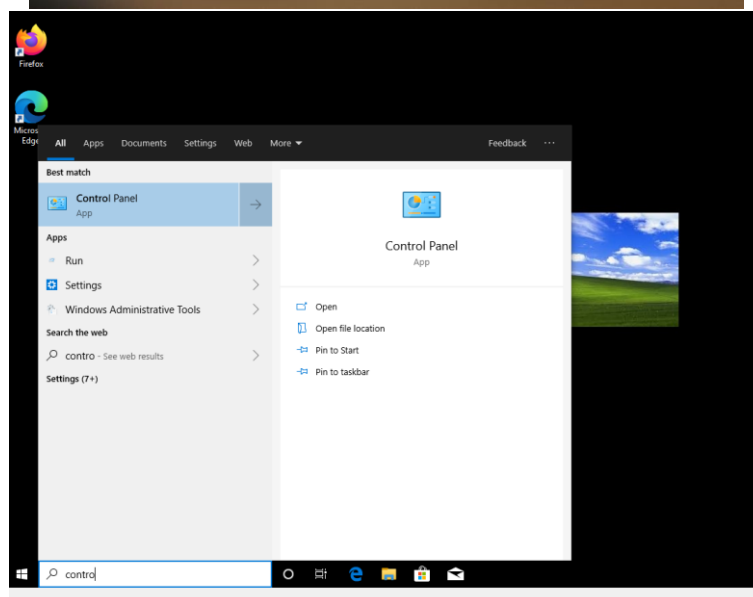 Firefox
Micros
Edge
All Apps Documents Settings Web More Feedback ...
Best match
Control Panel
App
Apps
Run
Settings
Windows Administrative Tools
Search the web
contro - See web results
Settings (7+)
Control Panel
App
Open
Open file location
Pin to Start
Pin to taskbar
contro